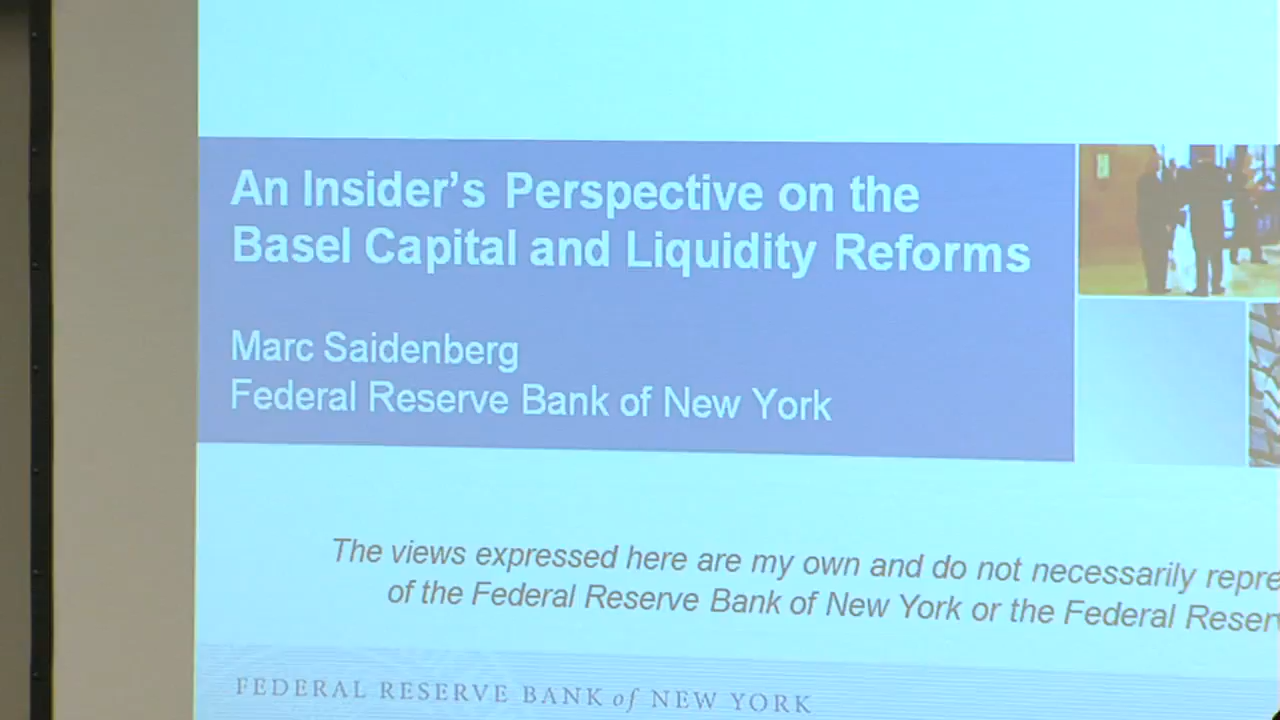 An Insider's Perspective on the
Basel Capital and Liquidity Reforms
Marc Saidenberg
Federal Reserve Bank of New York
The views expressed here are my own and do not necessarily
of the Federal Reserve Bank of New York or the Federal
FEDERAL RESERVE BANK of NEW YORK